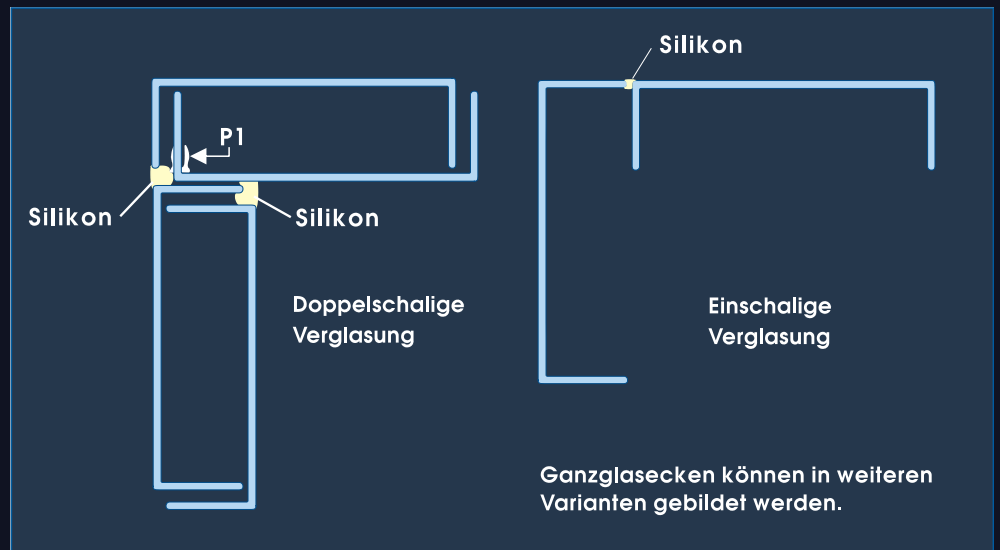 Silikon
P1
Silikon
Silikon
Doppelschalige
Verglasung
Einschalige
Verglasung
Ganzglasecken können in weiteren
Varianten gebildet werden.